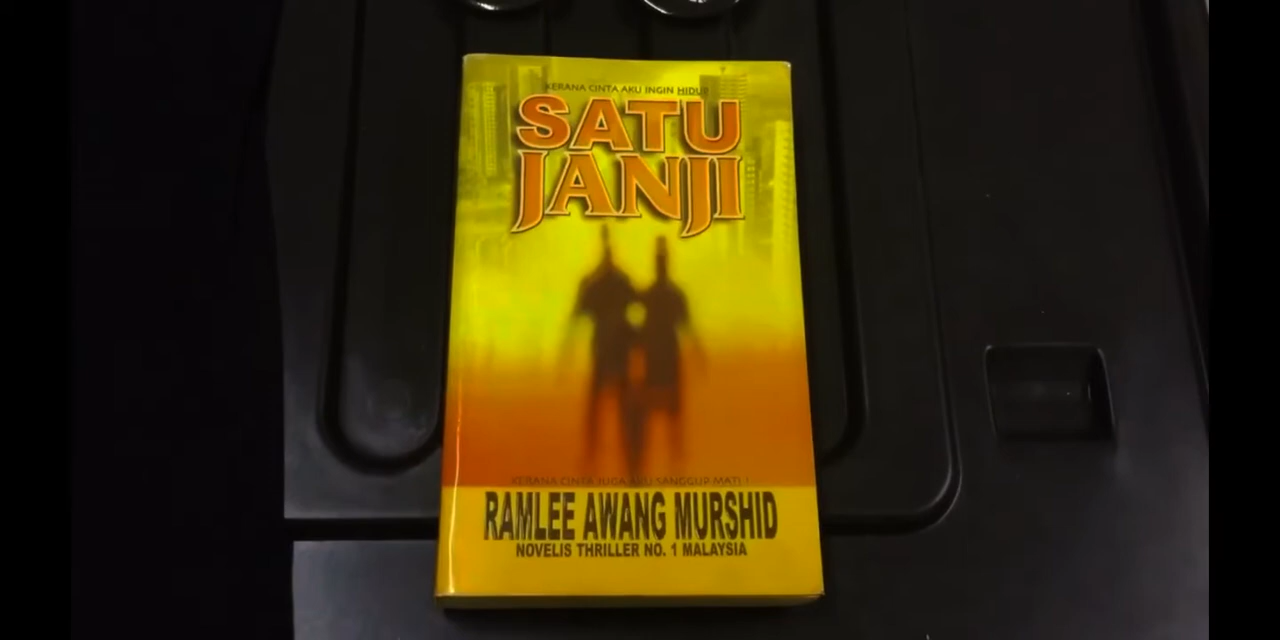 KERANA CINTA AKU INGIN HIDUP
SATU
JANJI
KERANA CINTA JUGA AKU SANGGUP MATI !
RAMLEE AWANG MURSHID
NOVELIS THRILLER NO. 1 MALAYSIA